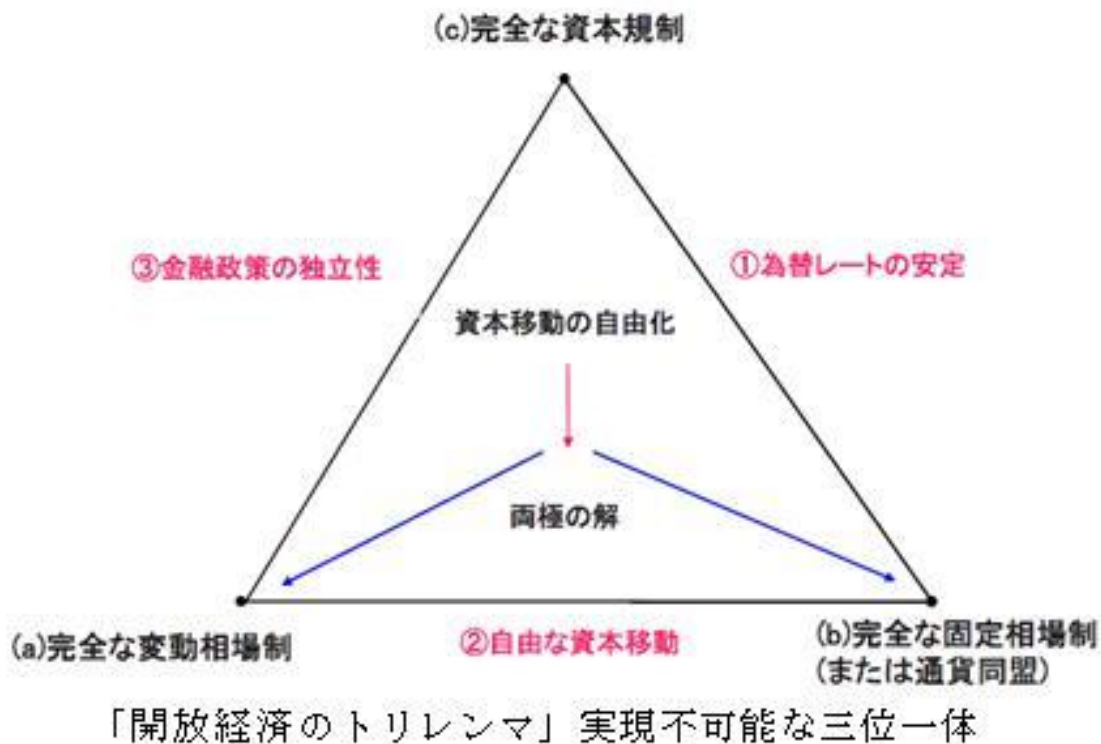 (c)完全な資本規制
③金融政策の独立性
①為替レートの安定
資本移動の自由化
両極の解
(a)完全な変動相場制
②自由な資本移動
(b)完全な固定相場制
(または通貨同盟)
「開放経済のトリレンマ」実現不可能な三位一体